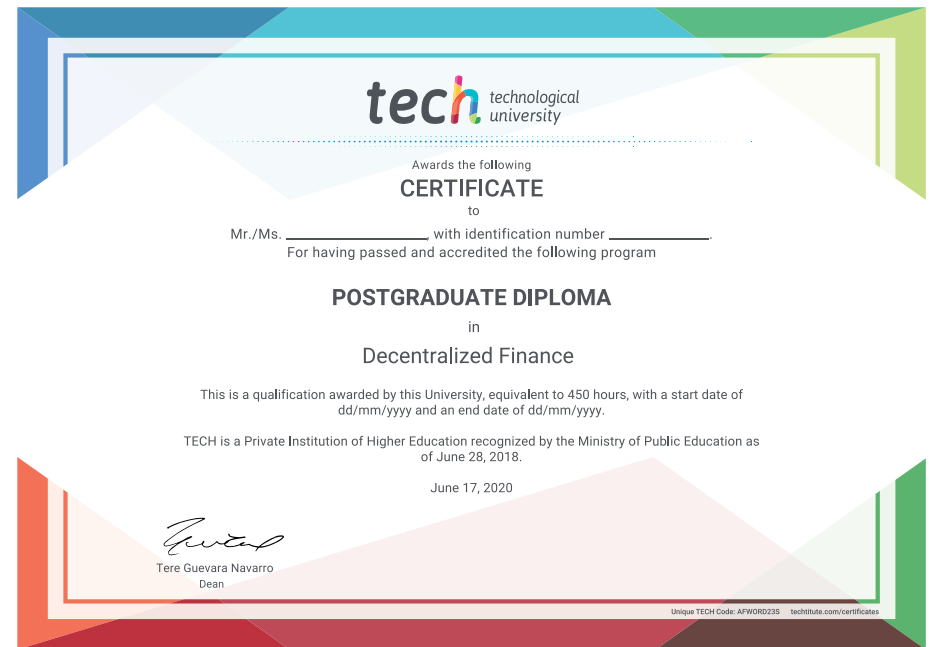 tech technological
university
Awards the following
CERTIFICATE
to
Mr./Ms. ____________________, with identification number ______________.
For having passed and accredited the following program
POSTGRADUATE DIPLOMA
in
Decentralized Finance
This is a qualification awarded by this University, equivalent to 450 hours, with a start date of
dd/mm/yyyy and an end date of dd/mm/yyyy.
TECH is a Private Institution of Higher Education recognized by the Ministry of Public Education as
of June 28, 2018.
June 17, 2020
Tere Guevara Navarro
Dean
Unique TECH Code: AFWORD23S techtitute.com/certificates